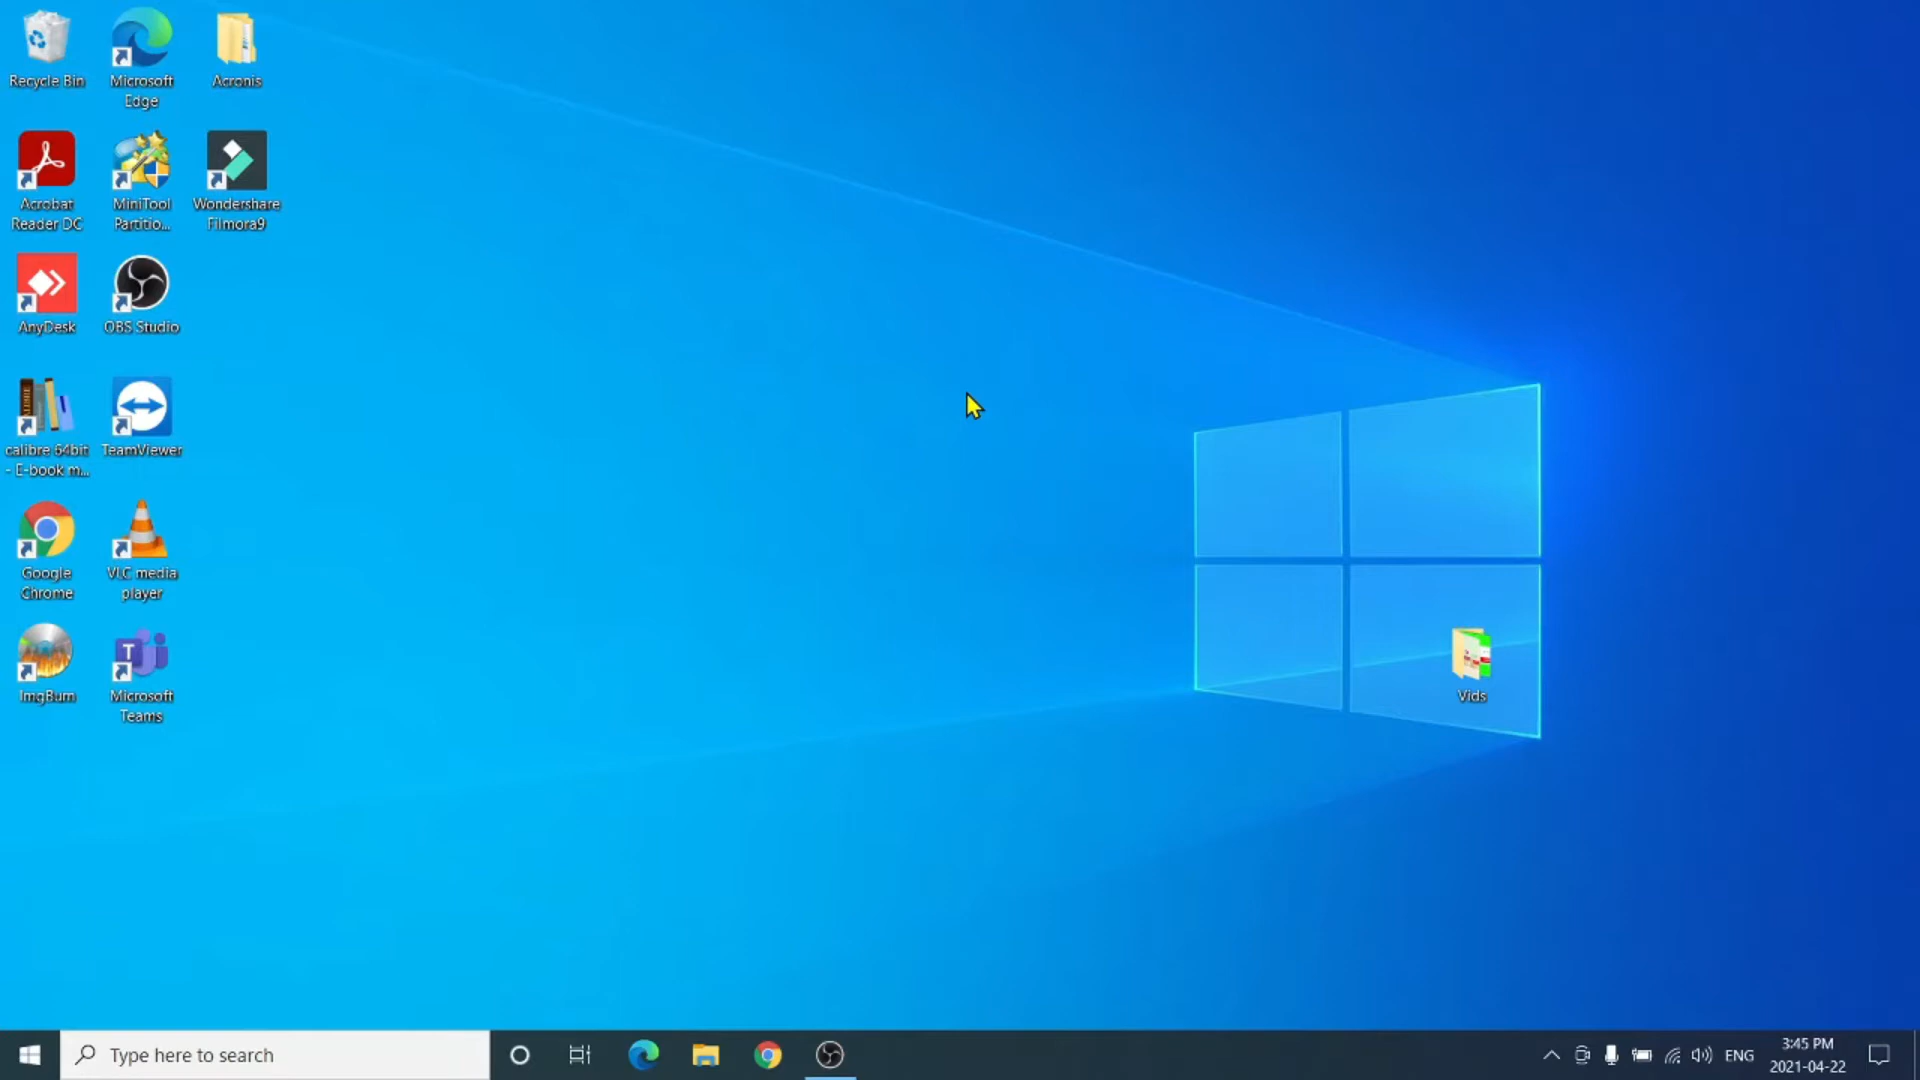 Recycle Bin
Microsoft
Edge
Acronis
Acrobat
Reader DC
MiniTool
Partitio...
Wondershare
Filmora9
AnyDesk
OBS Studio
calibre 64bit
- E-book m...
TeamViewer
Google
Chrome
VLC media
player
ImgBurn
T
Microsoft
Teams
Vids
Type here to search
ENG
3:45 PM
2021-04-22